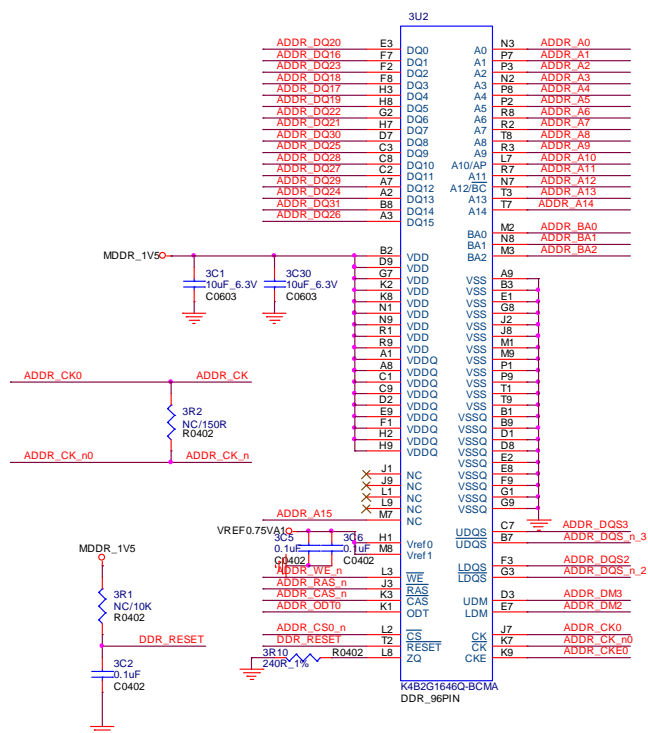 3U2
ADDR_DQ20 E3 DQ0 A0 N3 ADDR_A0
ADDR_DQ16 F7 DQ1 A1 P7 ADDR_A1
ADDR_DQ23 F2 DQ2 A2 P3 ADDR_A2
ADDR_DQ18 F8 DQ3 A3 N2 ADDR_A3
ADDR_DQ17 H3 DQ4 A4 P8 ADDR_A4
ADDR_DQ19 H8 DQ5 A5 P2 ADDR_A5
ADDR_DQ22 G2 DQ6 A6 R8 ADDR_A6
ADDR_DQ21 H7 DQ7 A7 R2 ADDR_A7
ADDR_DQ30 D7 DQ8 A8 T8 ADDR_A8
ADDR_DQ25 C3 DQ9 A9 R3 ADDR_A9
ADDR_DQ28 C8 DQ10 A10/AP L7 ADDR_A10
ADDR_DQ27 C2 DQ11 A11 R7 ADDR_A11
ADDR_DQ29 A7 DQ12 A12/BC N7 ADDR_A12
ADDR_DQ24 A2 DQ13 A13 T3 ADDR_A13
ADDR_DQ31 B8 DQ14 A14 T7 ADDR_A14
ADDR_DQ26 A3 DQ15
BA0 M2 ADDR_BA0
BA1 N8 ADDR_BA1
BA2 M3 ADDR_BA2
MDDR_1V5 B2 VDD
D9 VDD
G7 VDD VSS A9
K2 VDD VSS B3
K8 VDD VSS E1
N1 VDD VSS G8
N9 VDD VSS J2
R1 VDD VSS J8
R9 VDD VSS M1
A1 VDDQ VSS M9
A8 VDDQ VSS P1
C1 VDDQ VSS P9
C9 VDDQ VSS T1
D2 VDDQ VSS T9
E9 VDDQ VSSQ B1
F1 VDDQ VSSQ B9
H2 VDDQ VSSQ D1
H9 VDDQ VSSQ D8
VSSQ E2
J1 NC VSSQ E8
J9 NC VSSQ F9
L1 NC VSSQ G1
L9 NC VSSQ G9
3C1
10uF_6.3V
C0603
3C30
10uF_6.3V
C0603
ADDR_CK0 ADDR_CK
3R2
NC/150R
R0402
ADDR_CK_n0 ADDR_CK_n
ADDR_A15 M7 NC
UDQS C7 ADDR_DQS3
UDQS B7 ADDR_DQS_n_3
VREF0.75VA1
3C5
0.1uF
C0402
3C6
0.1uF
C0402
H1 Vref0
M8 Vref1
LDQS F3 ADDR_DQS2
LDQS G3 ADDR_DQS_n_2
ADDR_WE_n L3 WE
ADDR_RAS_n J3 RAS
ADDR_CAS_n K3 CAS UDM D3 ADDR_DM3
ADDR_ODT0 K1 ODT LDM E7 ADDR_DM2
ADDR_CS0_n L2 CS CK J7 ADDR_CK0
DDR_RESET T2 RESET CK K7 ADDR_CK_n0
L8 ZQ CKE K9 ADDR_CKE0
3R10 R0402
240R_1%
MDDR_1V5
3R1
NC/10K
R0402
DDR_RESET
3C2
0.1uF
C0402
K4B2G1646Q-BCMA
DDR_96PIN